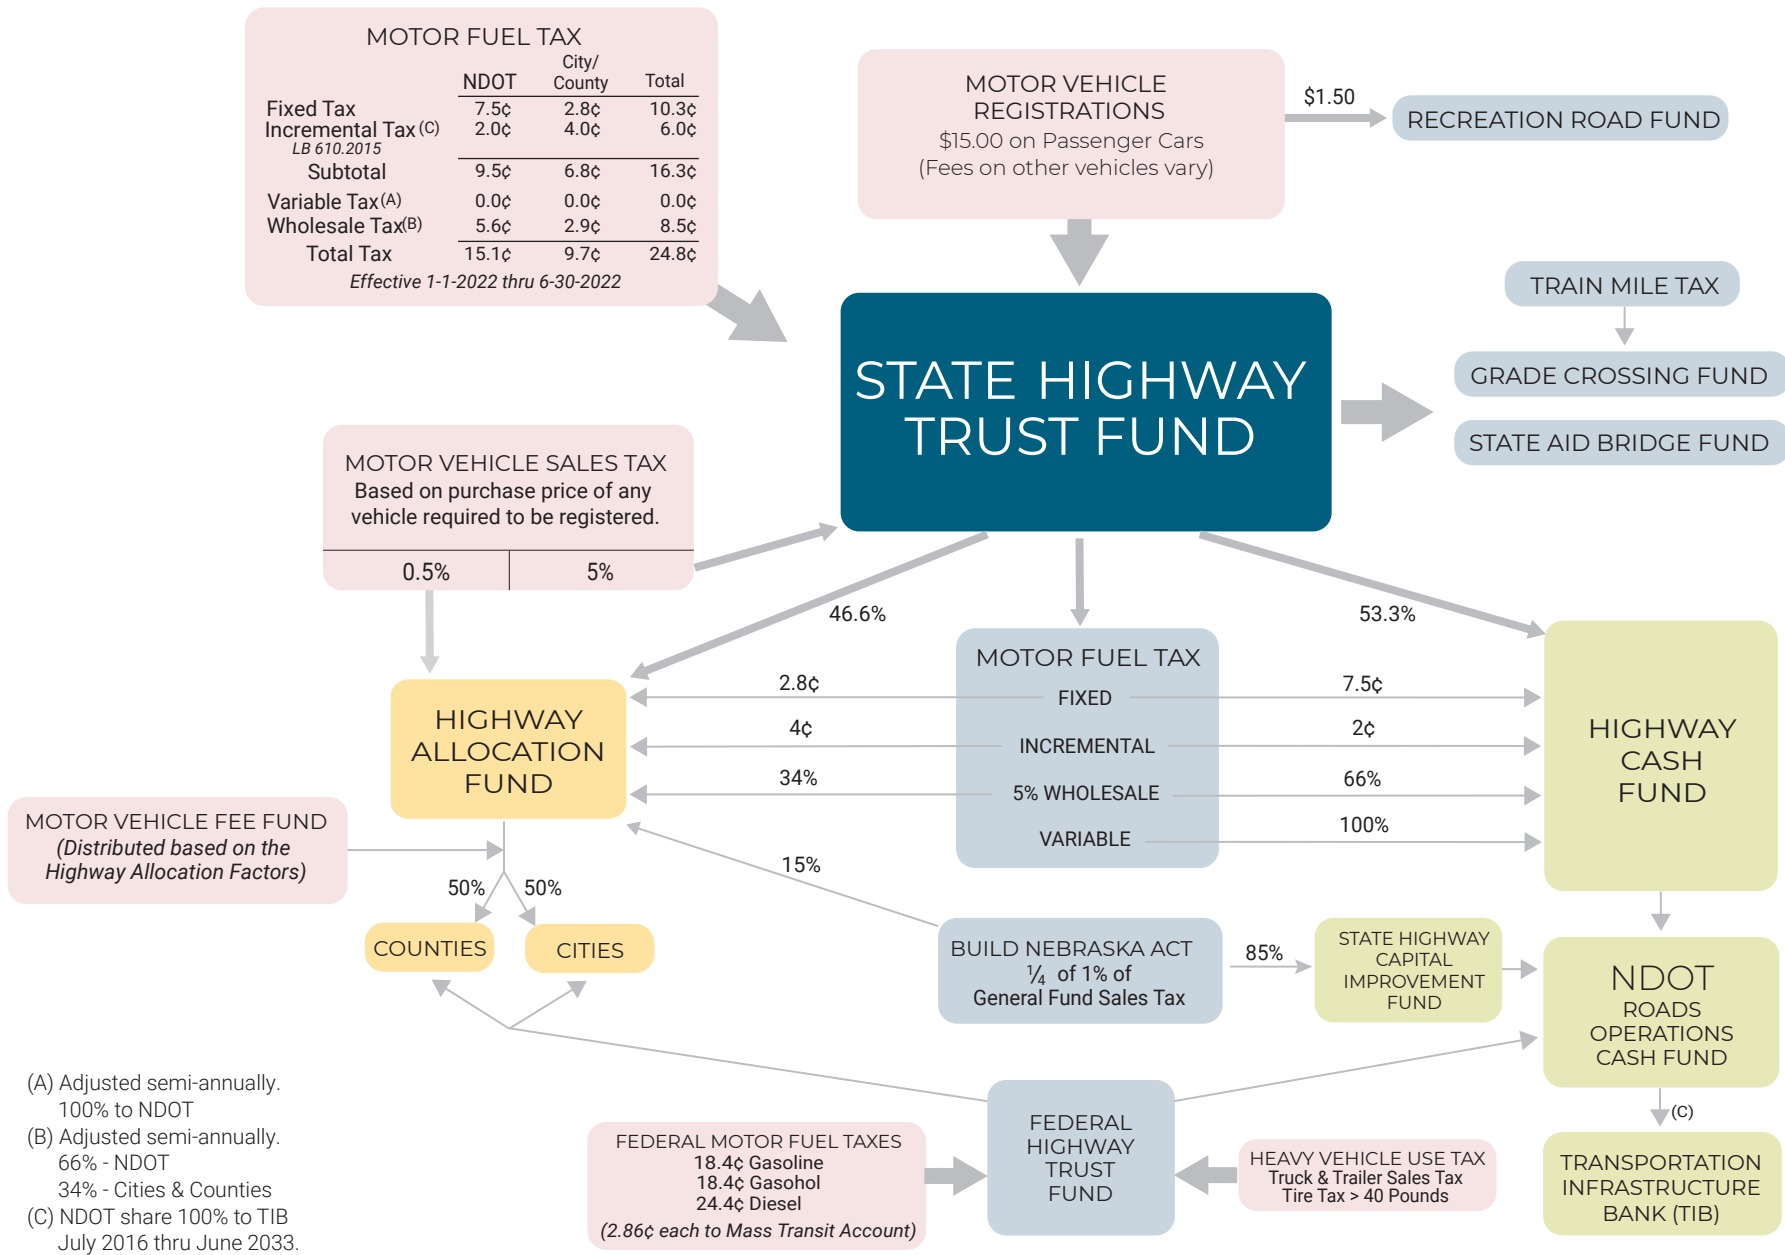 MOTOR FUEL TAX
NDOT City/ County Total
Fixed Tax 7.5¢ 2.8¢ 10.3¢
Incremental Tax (C) 2.0¢ 4.0¢ 6.0¢
LB 610.2015
Subtotal 9.5¢ 6.8¢ 16.3¢
Variable Tax (A) 0.0¢ 0.0¢ 0.0¢
Wholesale Tax(B) 5.6¢ 2.9¢ 8.5¢
Total Tax 15.1¢ 9.7¢ 24.8¢
Effective 1-1-2022 thru 6-30-2022
MOTOR VEHICLE
REGISTRATIONS
$15.00 on Passenger Cars
(Fees on other vehicles vary)
$1.50
RECREATION ROAD FUND
TRAIN MILE TAX
GRADE CROSSING FUND
STATE AID BRIDGE FUND
STATE HIGHWAY
TRUST FUND
MOTOR VEHICLE SALES TAX
Based on purchase price of any
vehicle required to be registered.
0.5% 5%
46.6%
53.3%
MOTOR FUEL TAX
2.8¢ FIXED 7.5¢
4¢ INCREMENTAL 2¢
34% 5% WHOLESALE 66%
VARIABLE 100%
HIGHWAY
ALLOCATION
FUND
HIGHWAY
CASH
FUND
MOTOR VEHICLE FEE FUND
(Distributed based on the
Highway Allocation Factors)
50% 50%
COUNTIES
CITIES
15%
BUILD NEBRASKA ACT
1/4 of 1% of
General Fund Sales Tax
85%
STATE HIGHWAY
CAPITAL
IMPROVEMENT
FUND
NDOT
ROADS
OPERATIONS
CASH FUND
(C)
TRANSPORTATION
INFRASTRUCTURE
BANK (TIB)
FEDERAL
HIGHWAY
TRUST
FUND
FEDERAL MOTOR FUEL TAXES
18.4¢ Gasoline
18.4¢ Gasohol
24.4¢ Diesel
(2.86¢ each to Mass Transit Account)
HEAVY VEHICLE USE TAX
Truck & Trailer Sales Tax
Tire Tax > 40 Pounds
(A) Adjusted semi-annually.
100% to NDOT
(B) Adjusted semi-annually.
66% - NDOT
34% - Cities & Counties
(C) NDOT share 100% to TIB
July 2016 thru June 2033.